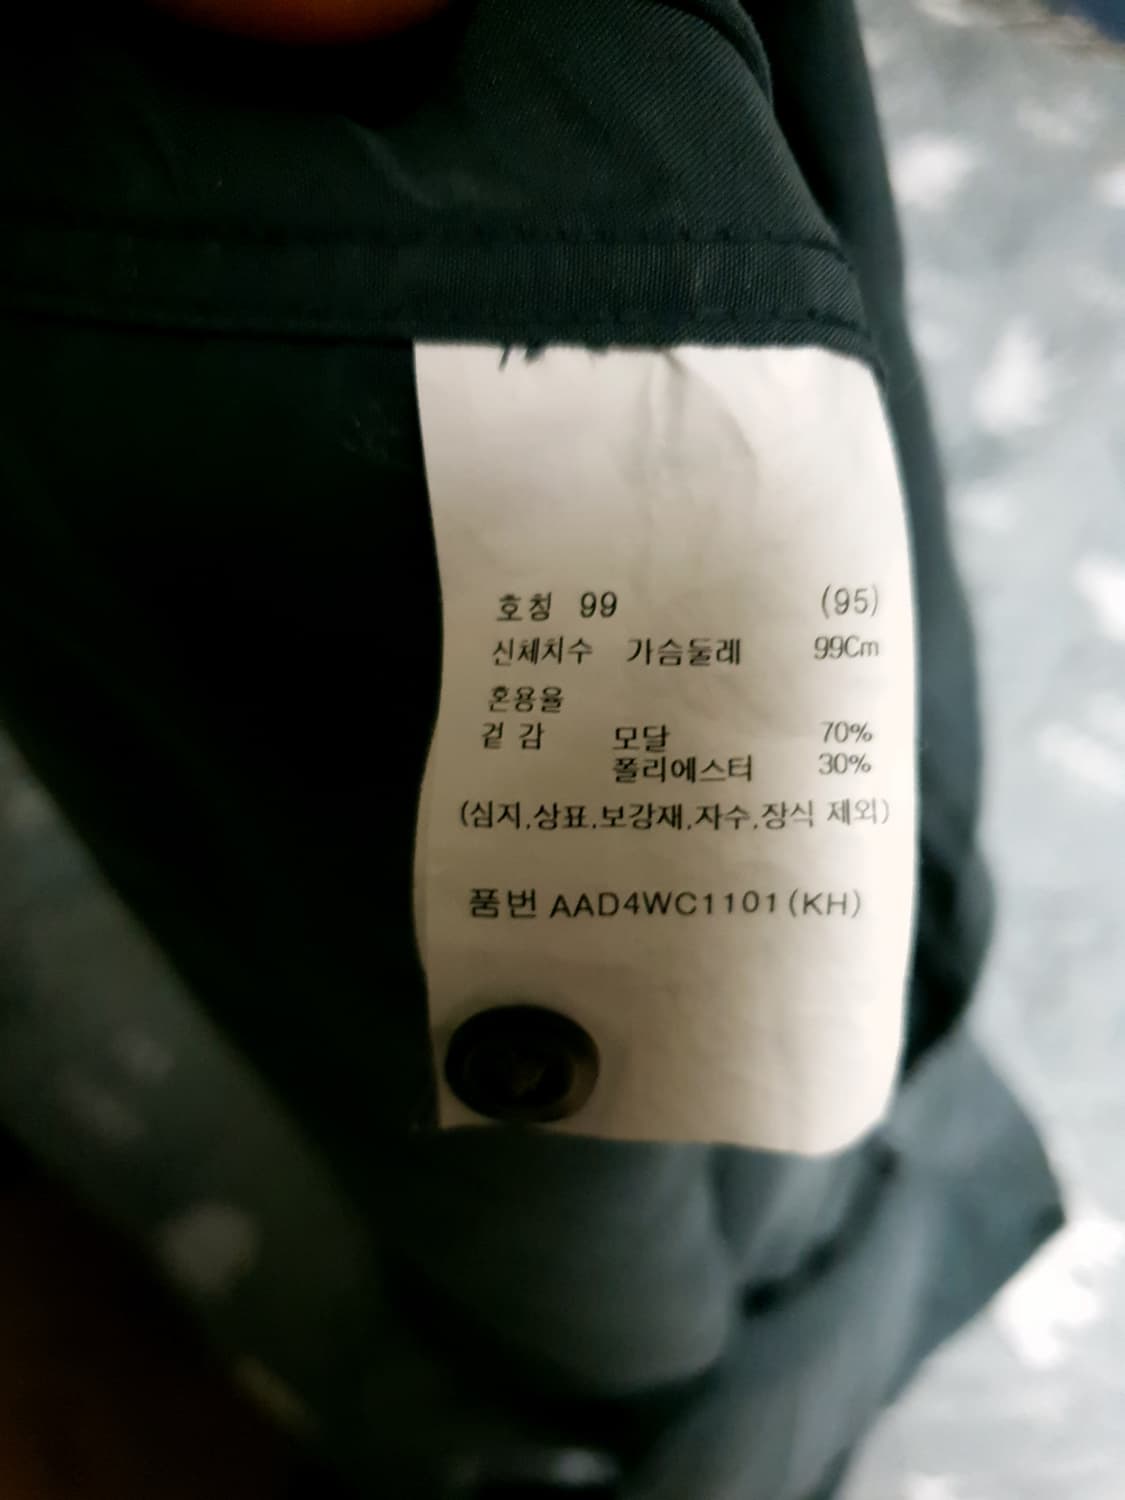 호칭 99 (95)
신체치수 가슴둘레 99Cm
혼용율
겉 감 모달 70%
폴리에스터 30%
(심지,상표,보강재,자수,장식 제외)
품번 AAD4WC1101(KH)